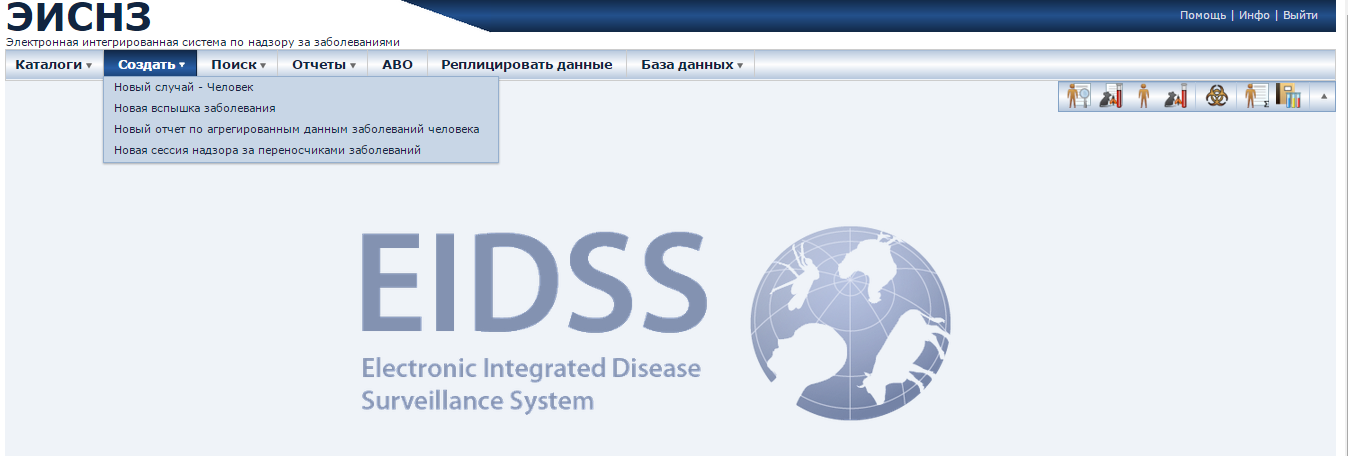 ЭИСНЗ
Помощь | Инфо | Выйти
Электронная интегрированная система по надзору за заболеваниями
Каталоги Создать Поиск Отчеты АВО Реплицировать данные База данных
Новый случай - Человек
Новая вспышка заболевания
Новый отчет по агрегированным данным заболеваний человека
Новая сессия надзора за переносчиками заболеваний
Σ
EIDSS
Electronic Integrated Disease
Surveillance System